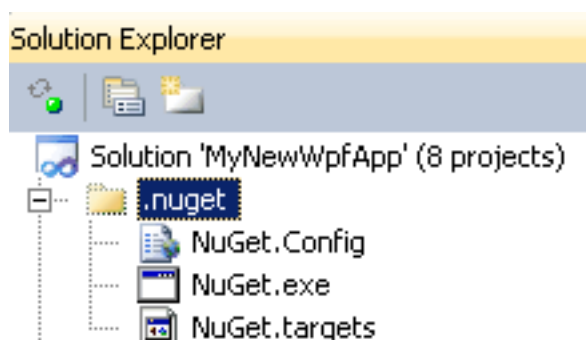 Solution Explorer
Solution 'MyNewWpfApp' (8 projects)
.nuget
NuGet.Config
NuGet.exe
NuGet.targets